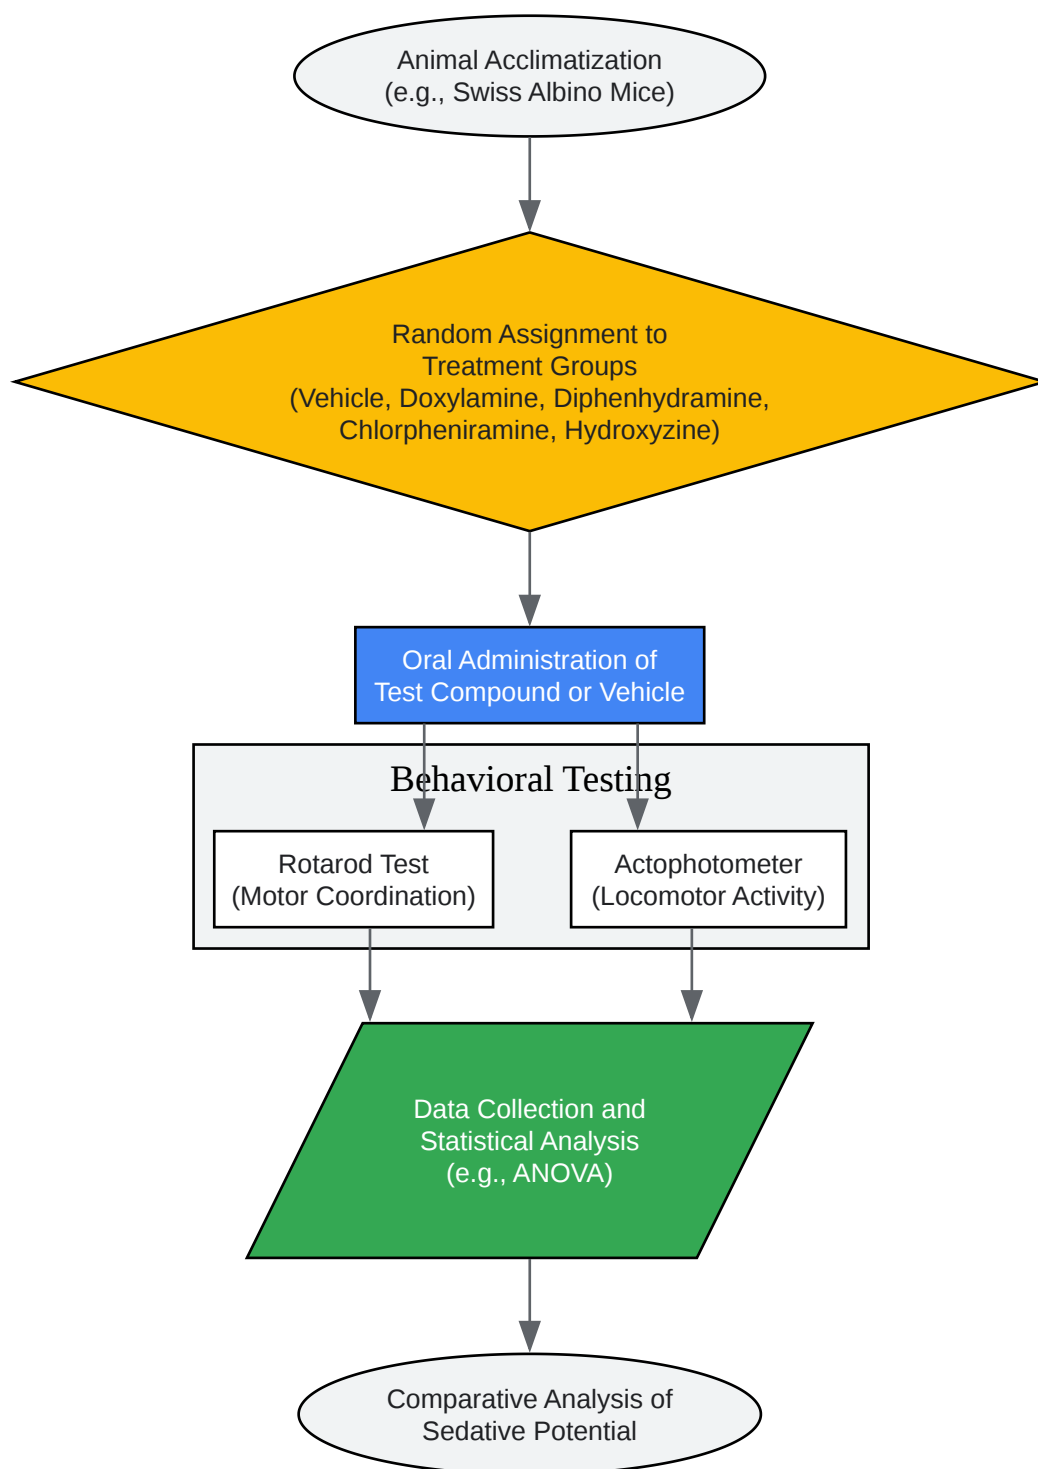 Animal Acclimatization
(e.g., Swiss Albino Mice)
Random Assignment to
Treatment Groups
(Vehicle, Doxylamine, Diphenhydramine,
Chlorpheniramine, Hydroxyzine)
Oral Administration of
Test Compound or Vehicle
Behavioral Testing
Rotarod Test
(Motor Coordination)
Actophotometer
(Locomotor Activity)
Data Collection and
Statistical Analysis
(e.g., ANOVA)
Comparative Analysis of
Sedative Potential